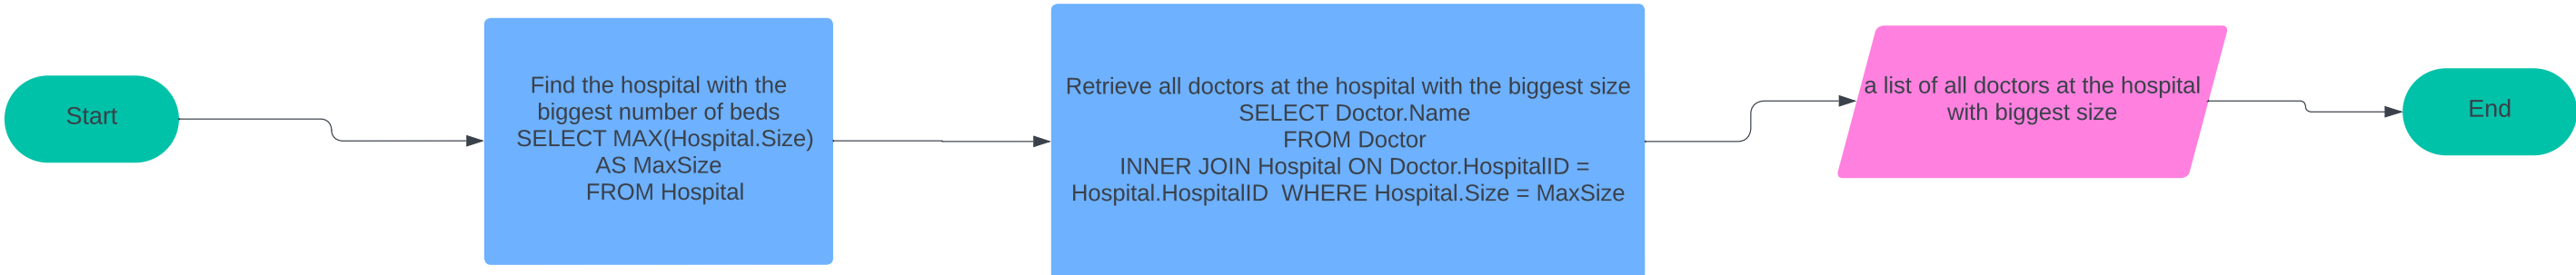 Start
Find the hospital with the
biggest number of beds
SELECT MAX(Hospital.Size)
AS MaxSize
FROM Hospital
Retrieve all doctors at the hospital with the biggest size
SELECT Doctor.Name
FROM Doctor
INNER JOIN Hospital ON Doctor.HospitalID =
Hospital.HospitalID  WHERE Hospital.Size = MaxSize
a list of all doctors at the hospital
with biggest size
End